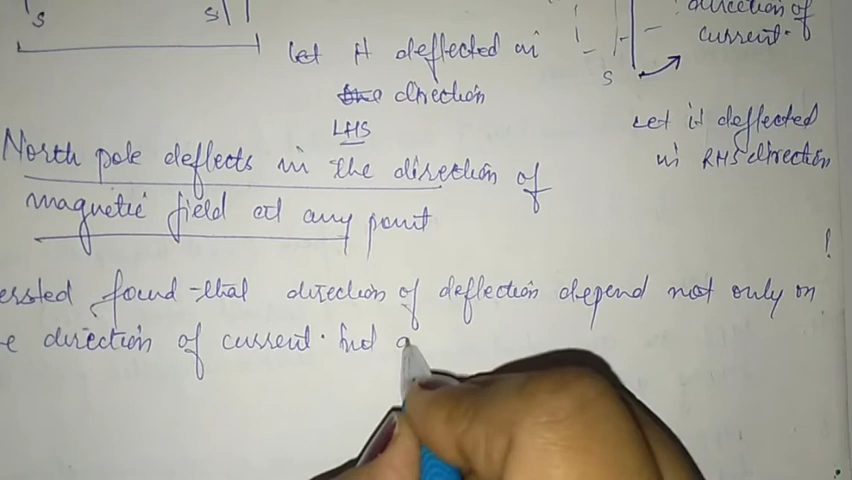 S S
direction of
current.
S
Let it deflected in
direction
LHS
Let it deflected
in RHS direction
North pole deflects in the direction of
magnetic field at any point
!
ersted found that direction of deflection depend not only on
e direction of current. but a